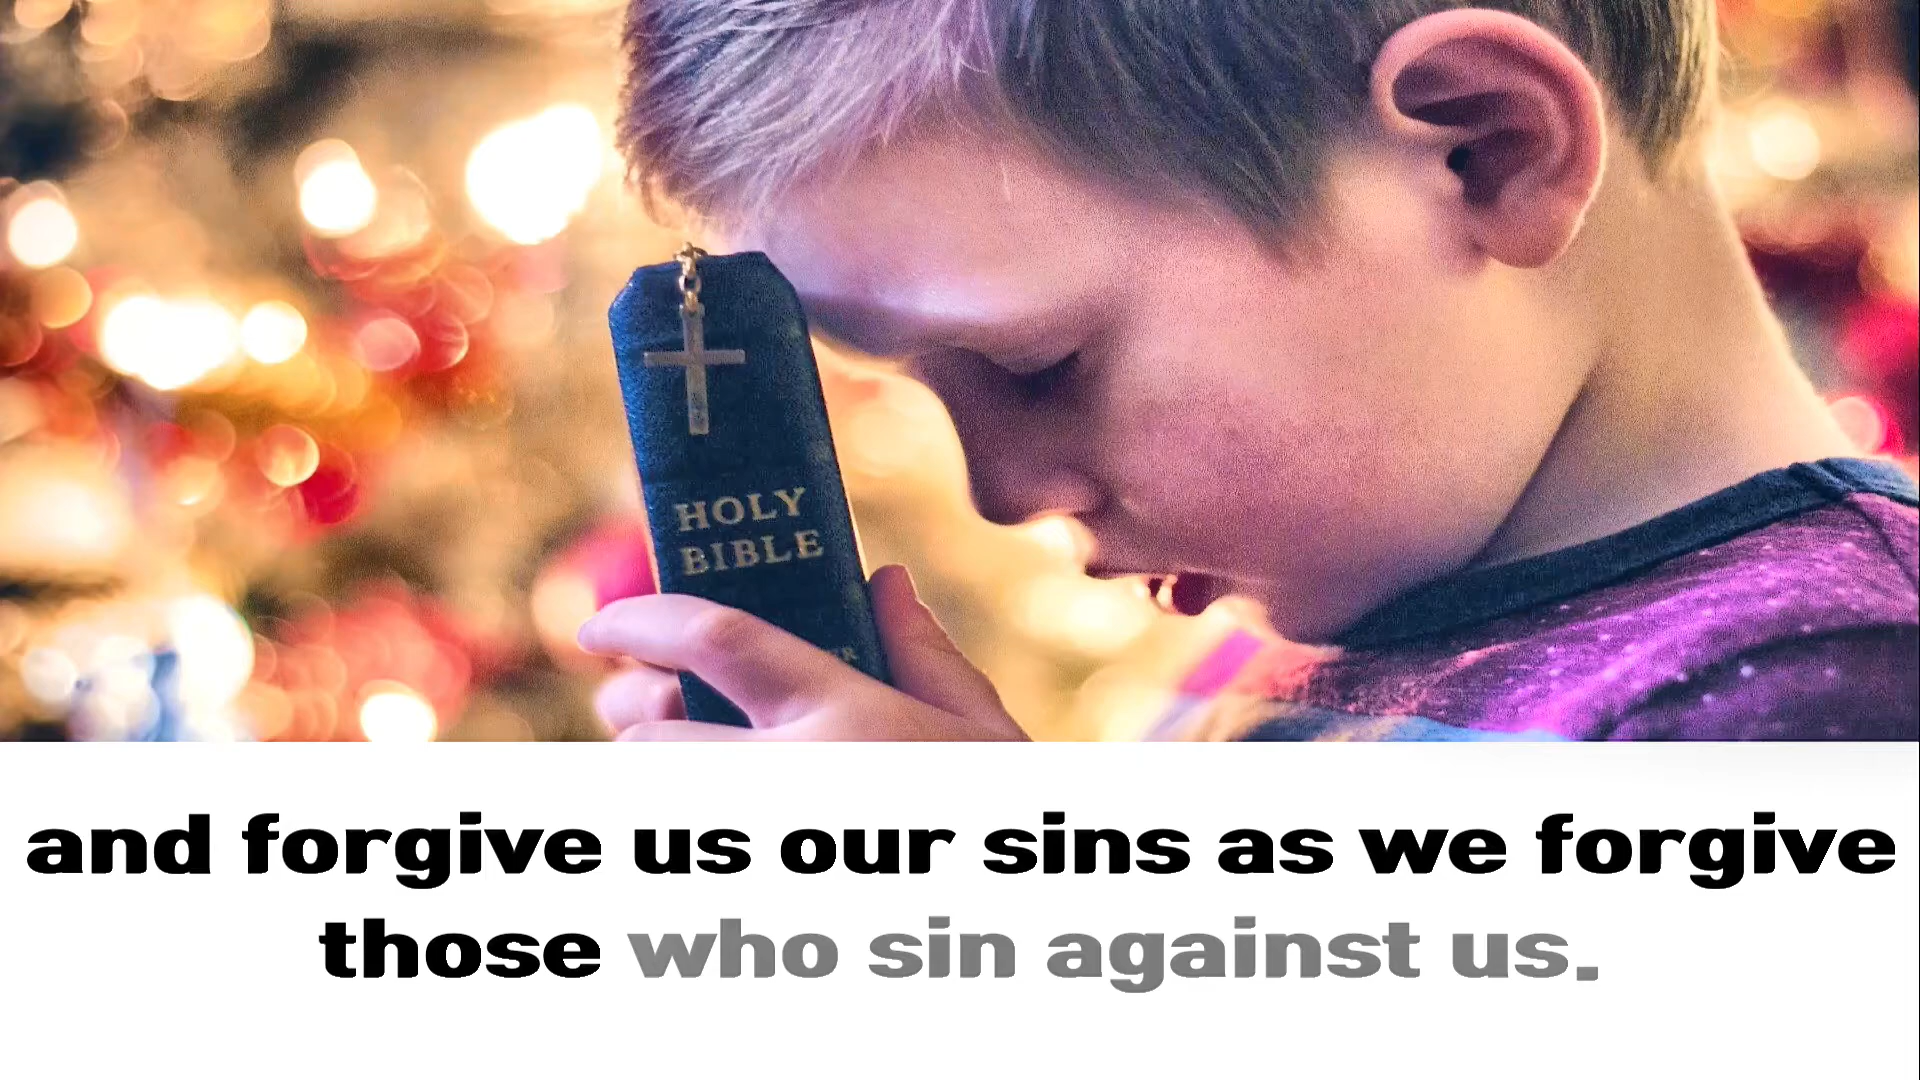 HOLY
BIBLE
and forgive us our sins as we forgive
those who sin against us.